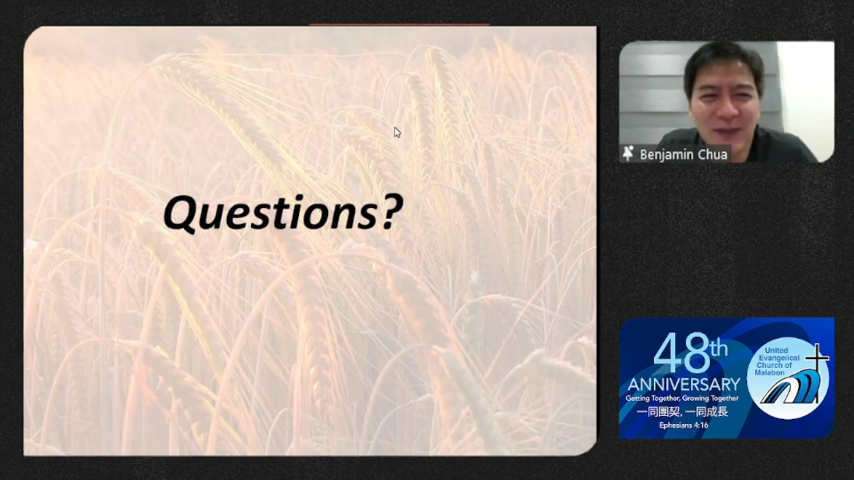 Questions?
Benjamin Chua
48th
ANNIVERSARY
Getting Together, Growing Together
一同團契, 一同成長
Ephesians 4:16
United
Evangelical
Church of
Malabon